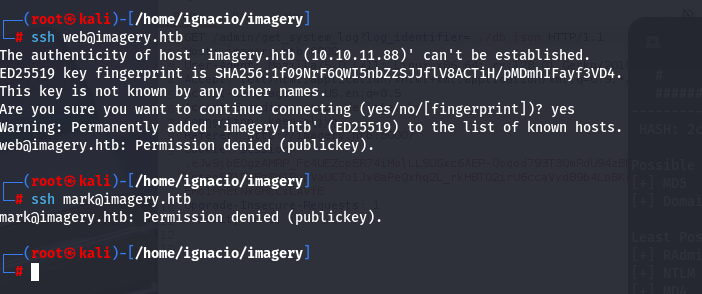 ┌──(root㉿kali)-[/home/ignacio/imagery]
└─# ssh web@imagery.htb
The authenticity of host 'imagery.htb (10.10.11.88)' can't be established.
ED25519 key fingerprint is SHA256:1f09NrF6QWI5nbZzSJJflV8ACTiH/pMDmhIFayf3VD4.
This key is not known by any other names.
Are you sure you want to continue connecting (yes/no/[fingerprint])? yes
Warning: Permanently added 'imagery.htb' (ED25519) to the list of known hosts.
web@imagery.htb: Permission denied (publickey).
┌──(root㉿kali)-[/home/ignacio/imagery]
└─# ssh mark@imagery.htb
mark@imagery.htb: Permission denied (publickey).
┌──(root㉿kali)-[/home/ignacio/imagery]
└─#
HASH: 2c
Possible
[+] MD5
[+] Domai
Least Pos
[+] RAdmi
[+] NTLM